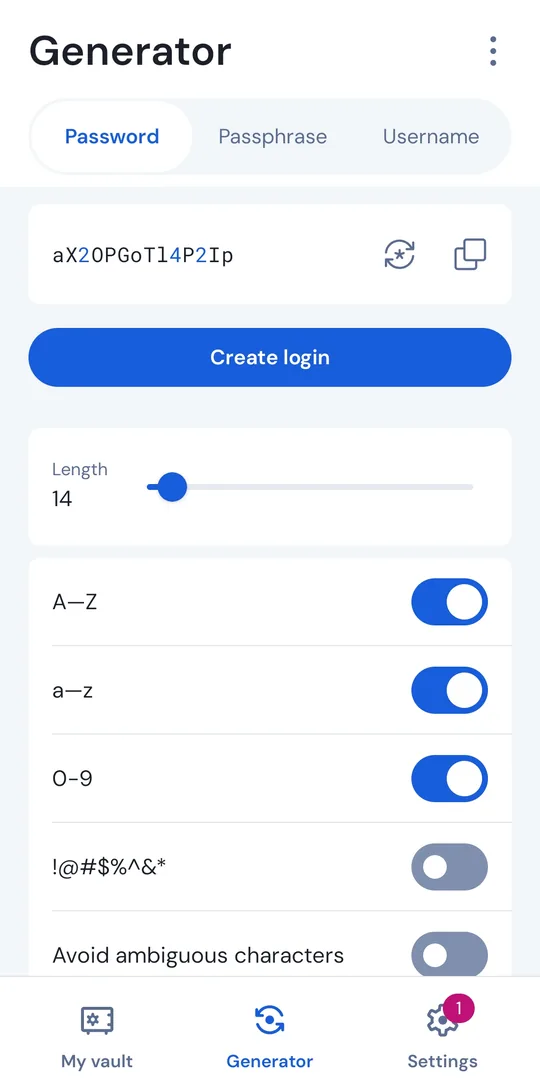 Generator
Password Passphrase Username
aX2OPGoTl4P2Ip
Create login
Length
14
A—Z
a—z
0-9
!@#$%^&*
Avoid ambiguous characters
1
My vault Generator Settings